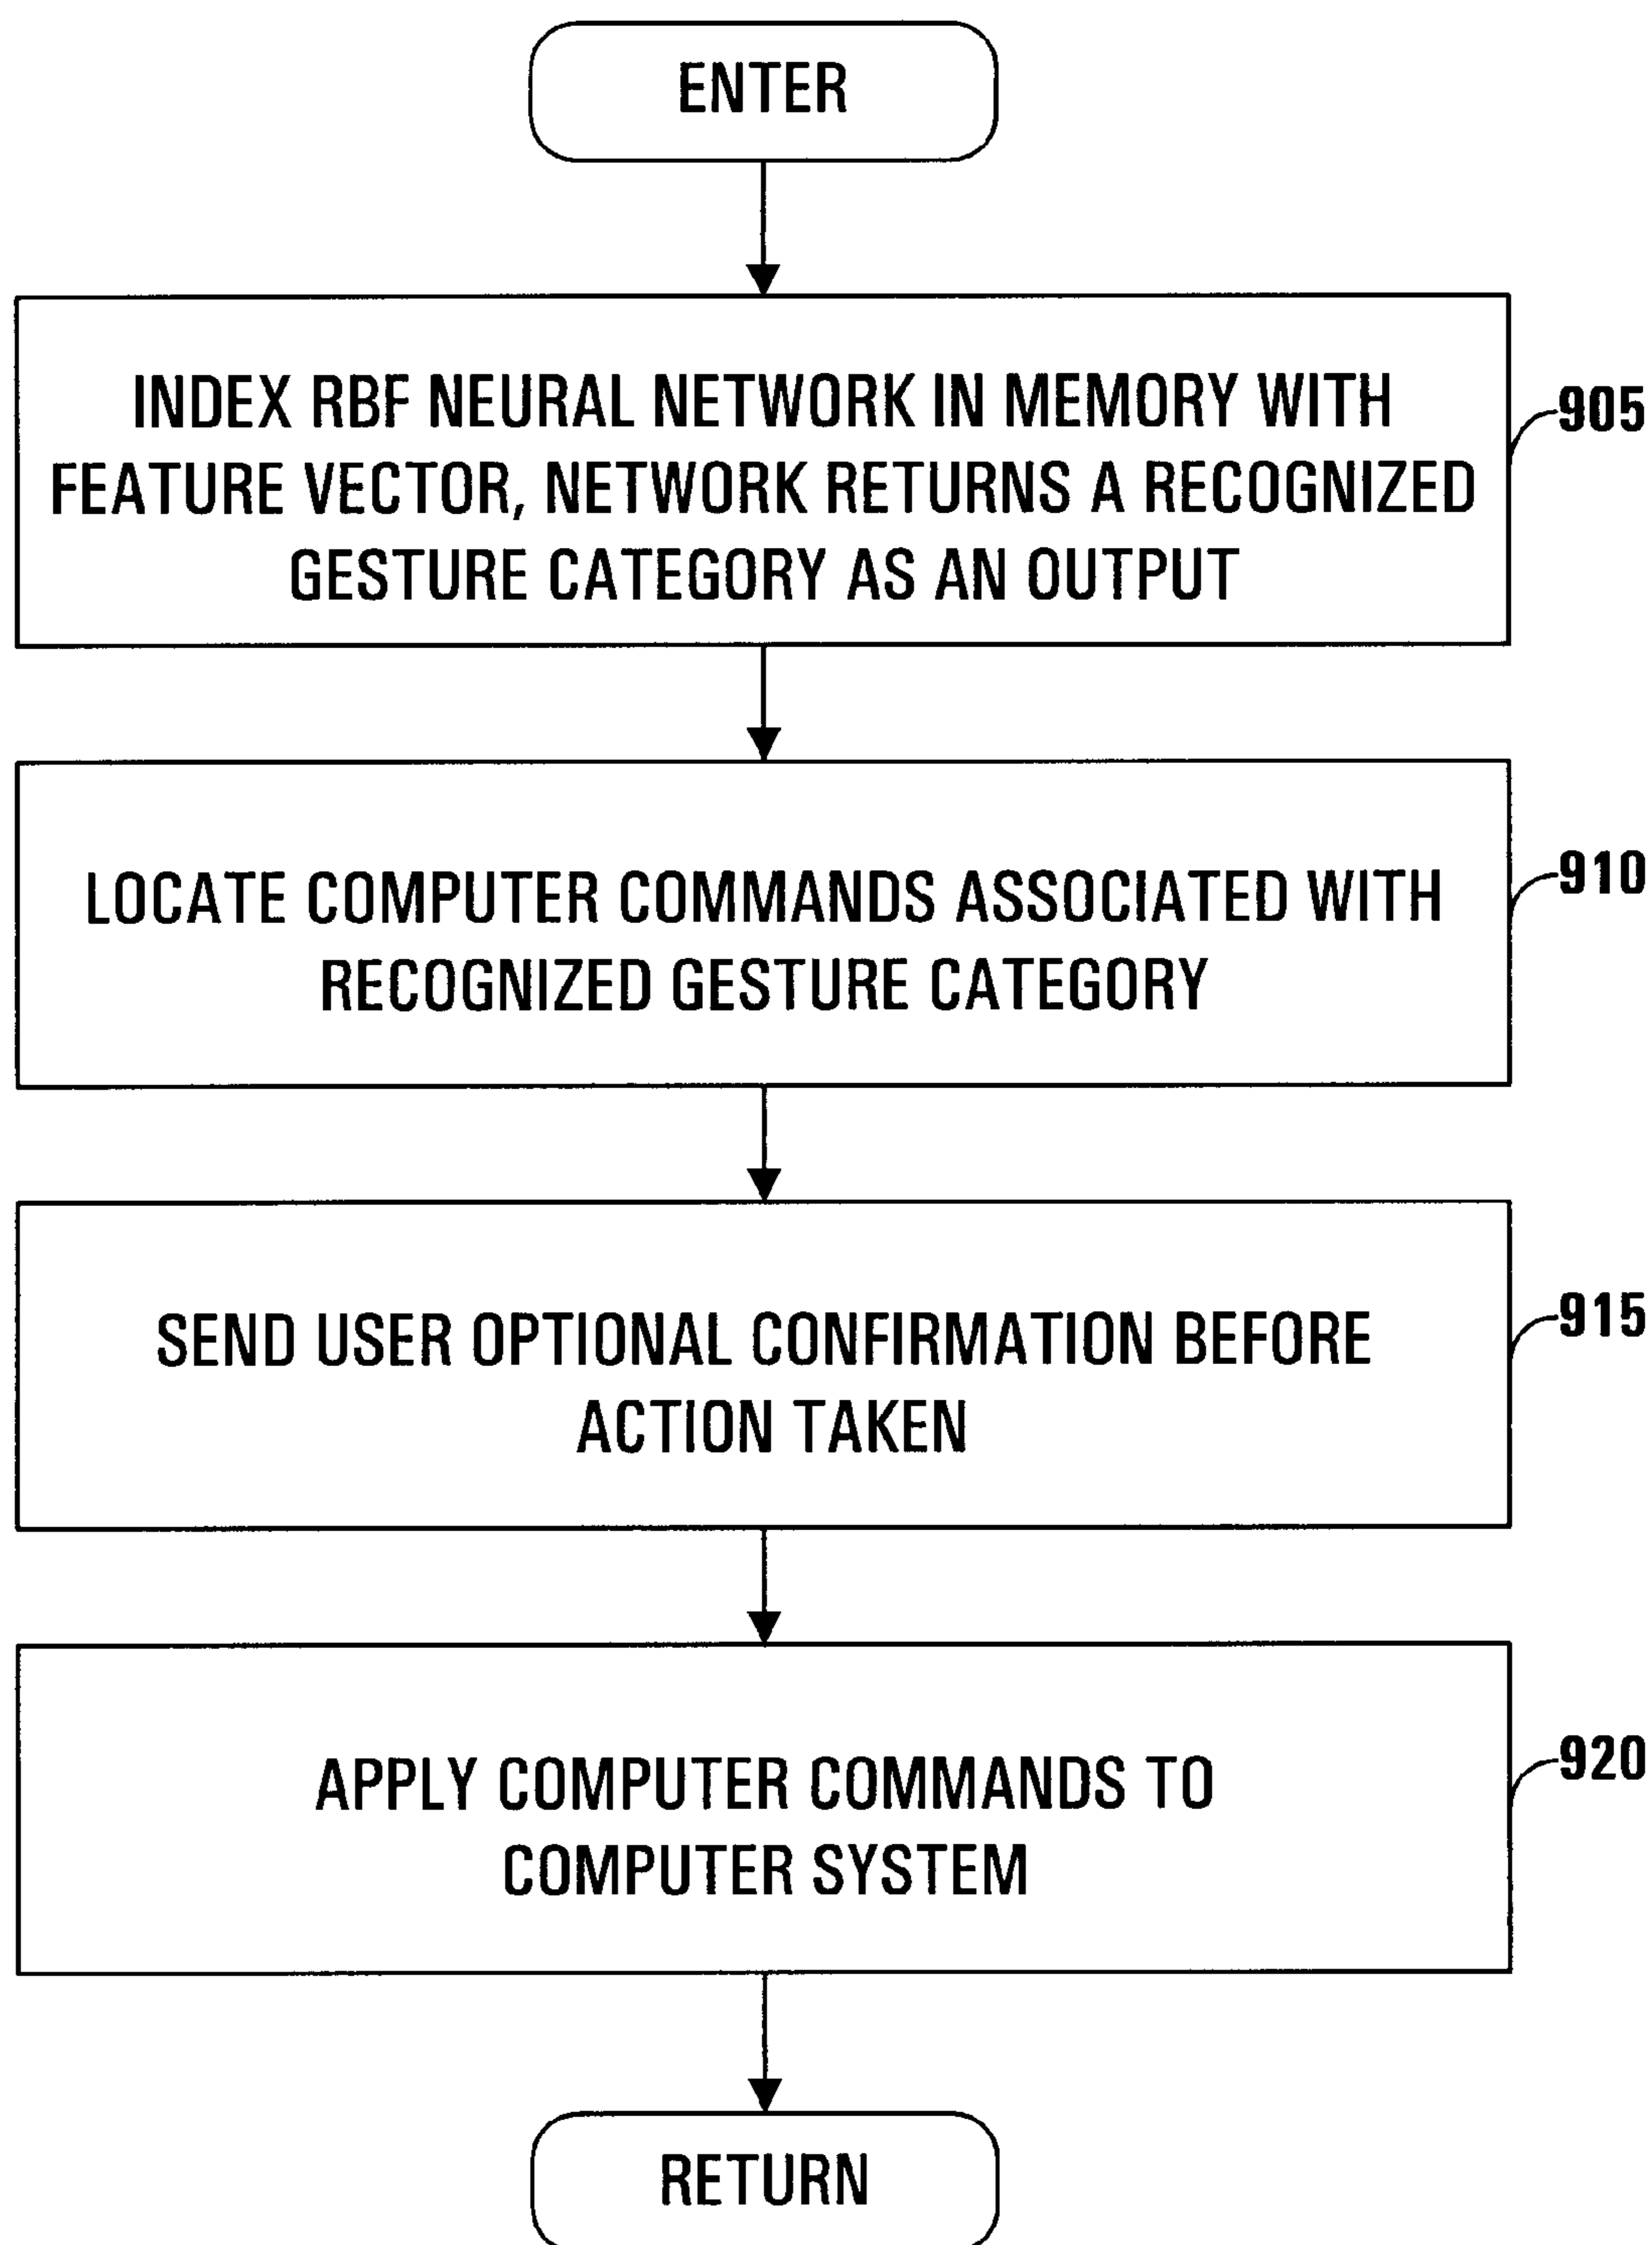 ENTER
INDEX RBF NEURAL NETWORK IN MEMORY WITH
FEATURE VECTOR, NETWORK RETURNS A RECOGNIZED
GESTURE CATEGORY AS AN OUTPUT
905
LOCATE COMPUTER COMMANDS ASSOCIATED WITH
RECOGNIZED GESTURE CATEGORY
910
SEND USER OPTIONAL CONFIRMATION BEFORE
ACTION TAKEN
915
APPLY COMPUTER COMMANDS TO
COMPUTER SYSTEM
920
RETURN